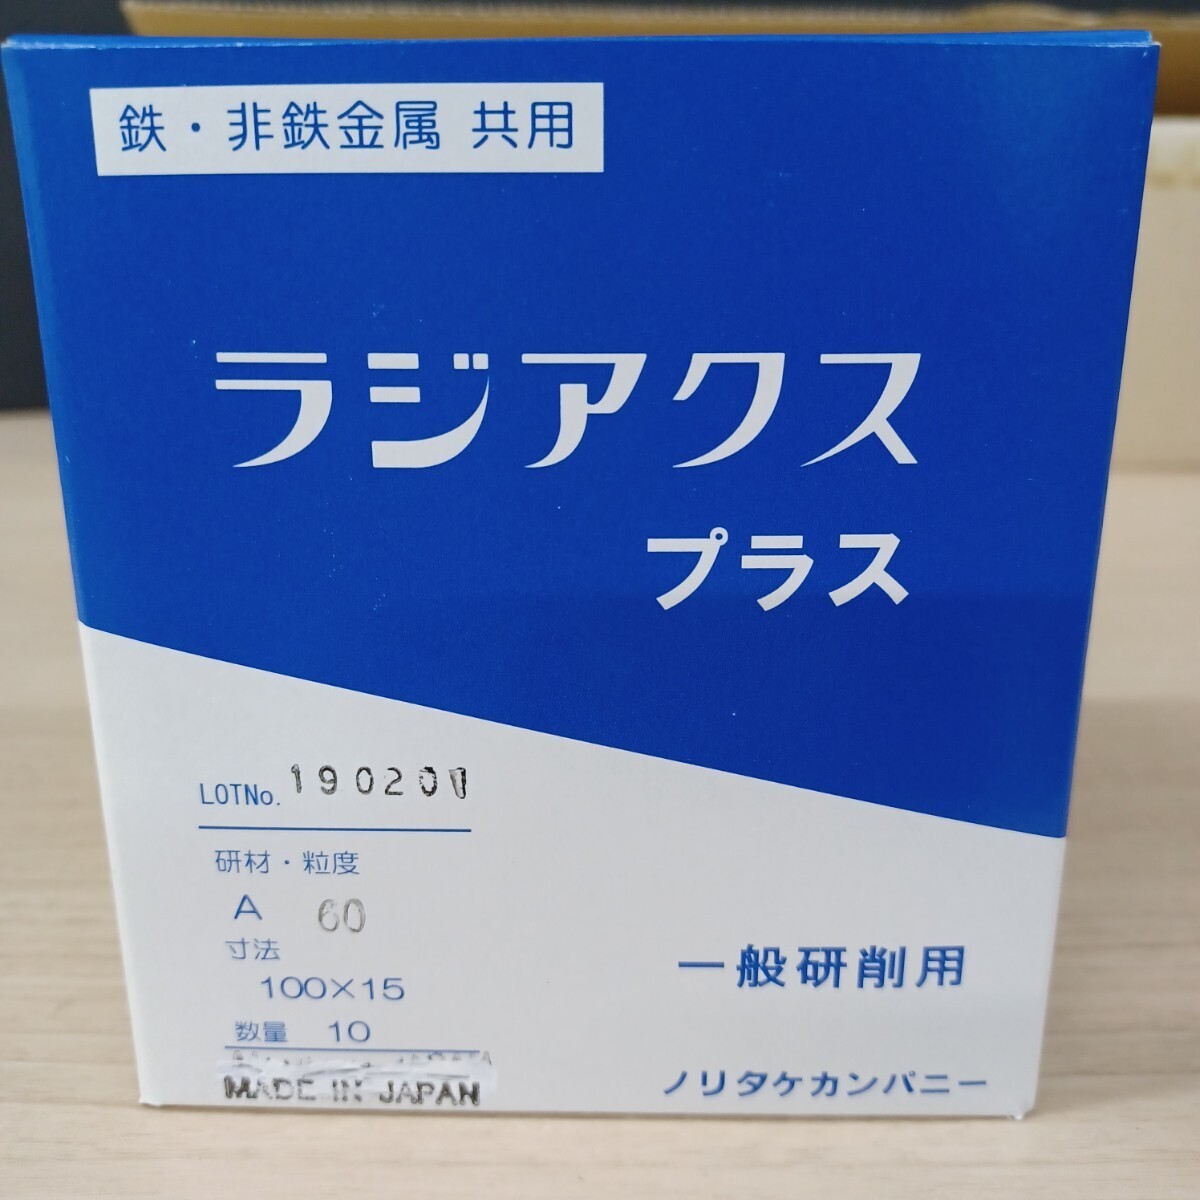 鉄・非鉄金属 共用
ラジアクス
プラス
LOTNo. 190201
研材・粒度
A 60
寸法
100×15
数量 10
MADE IN JAPAN
一般研削用
ノリタケカンパニー